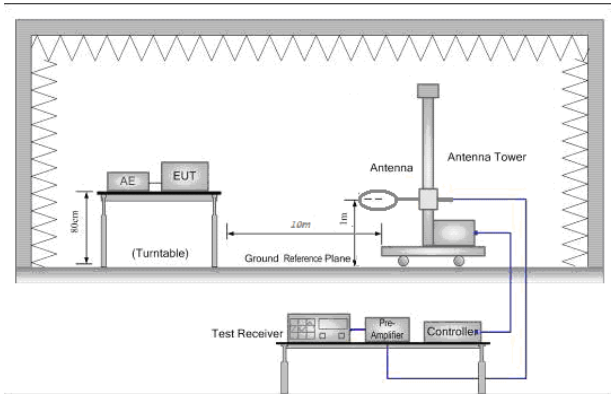 Antenna Tower
Antenna
AE
EUT
80cm
10m
1m
(Turntable)
Ground Reference Plane
Test Receiver
Pre-
Amplifier
Controller